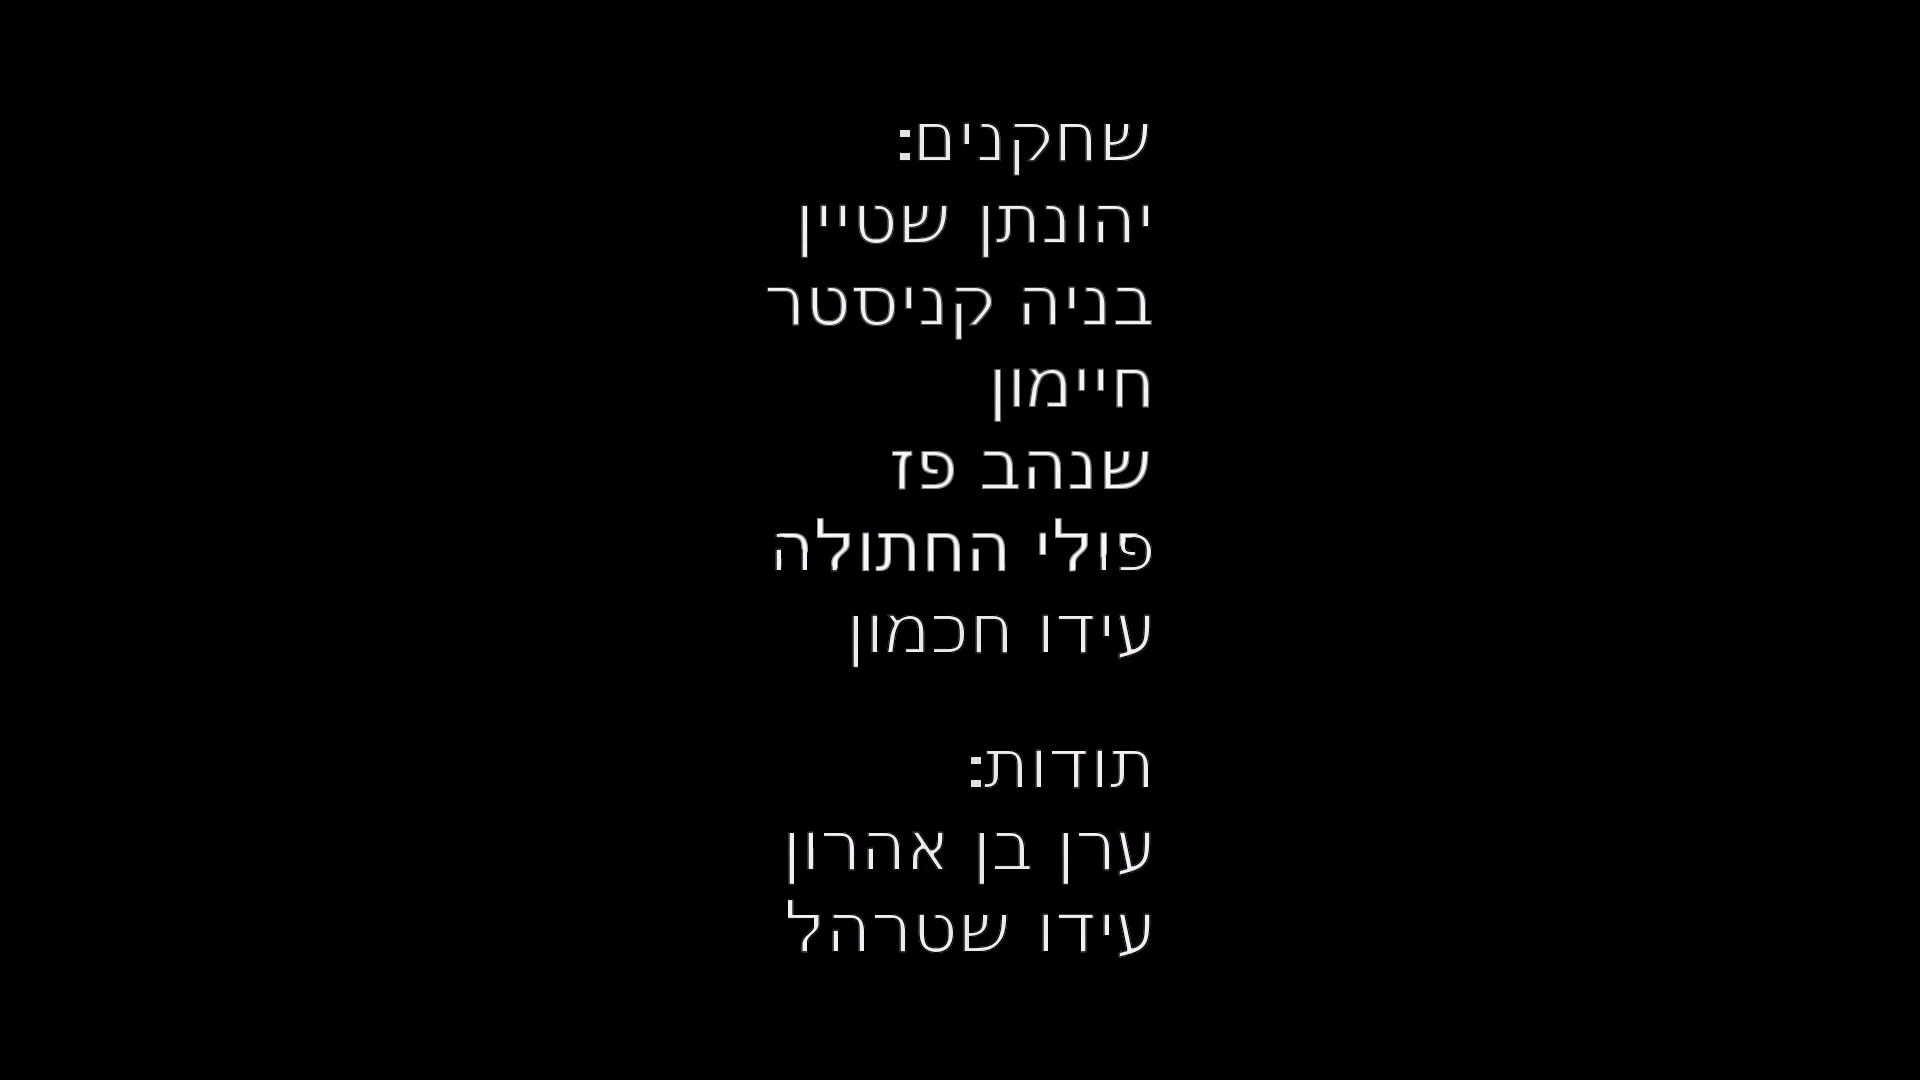 שחקנים:
יהונתן שטיין
בניה קניסטר
חיימון
שנהב פז
פולי החתולה
עידו חכמון
תודות:
ערן בן אהרון
עידו שטרהל